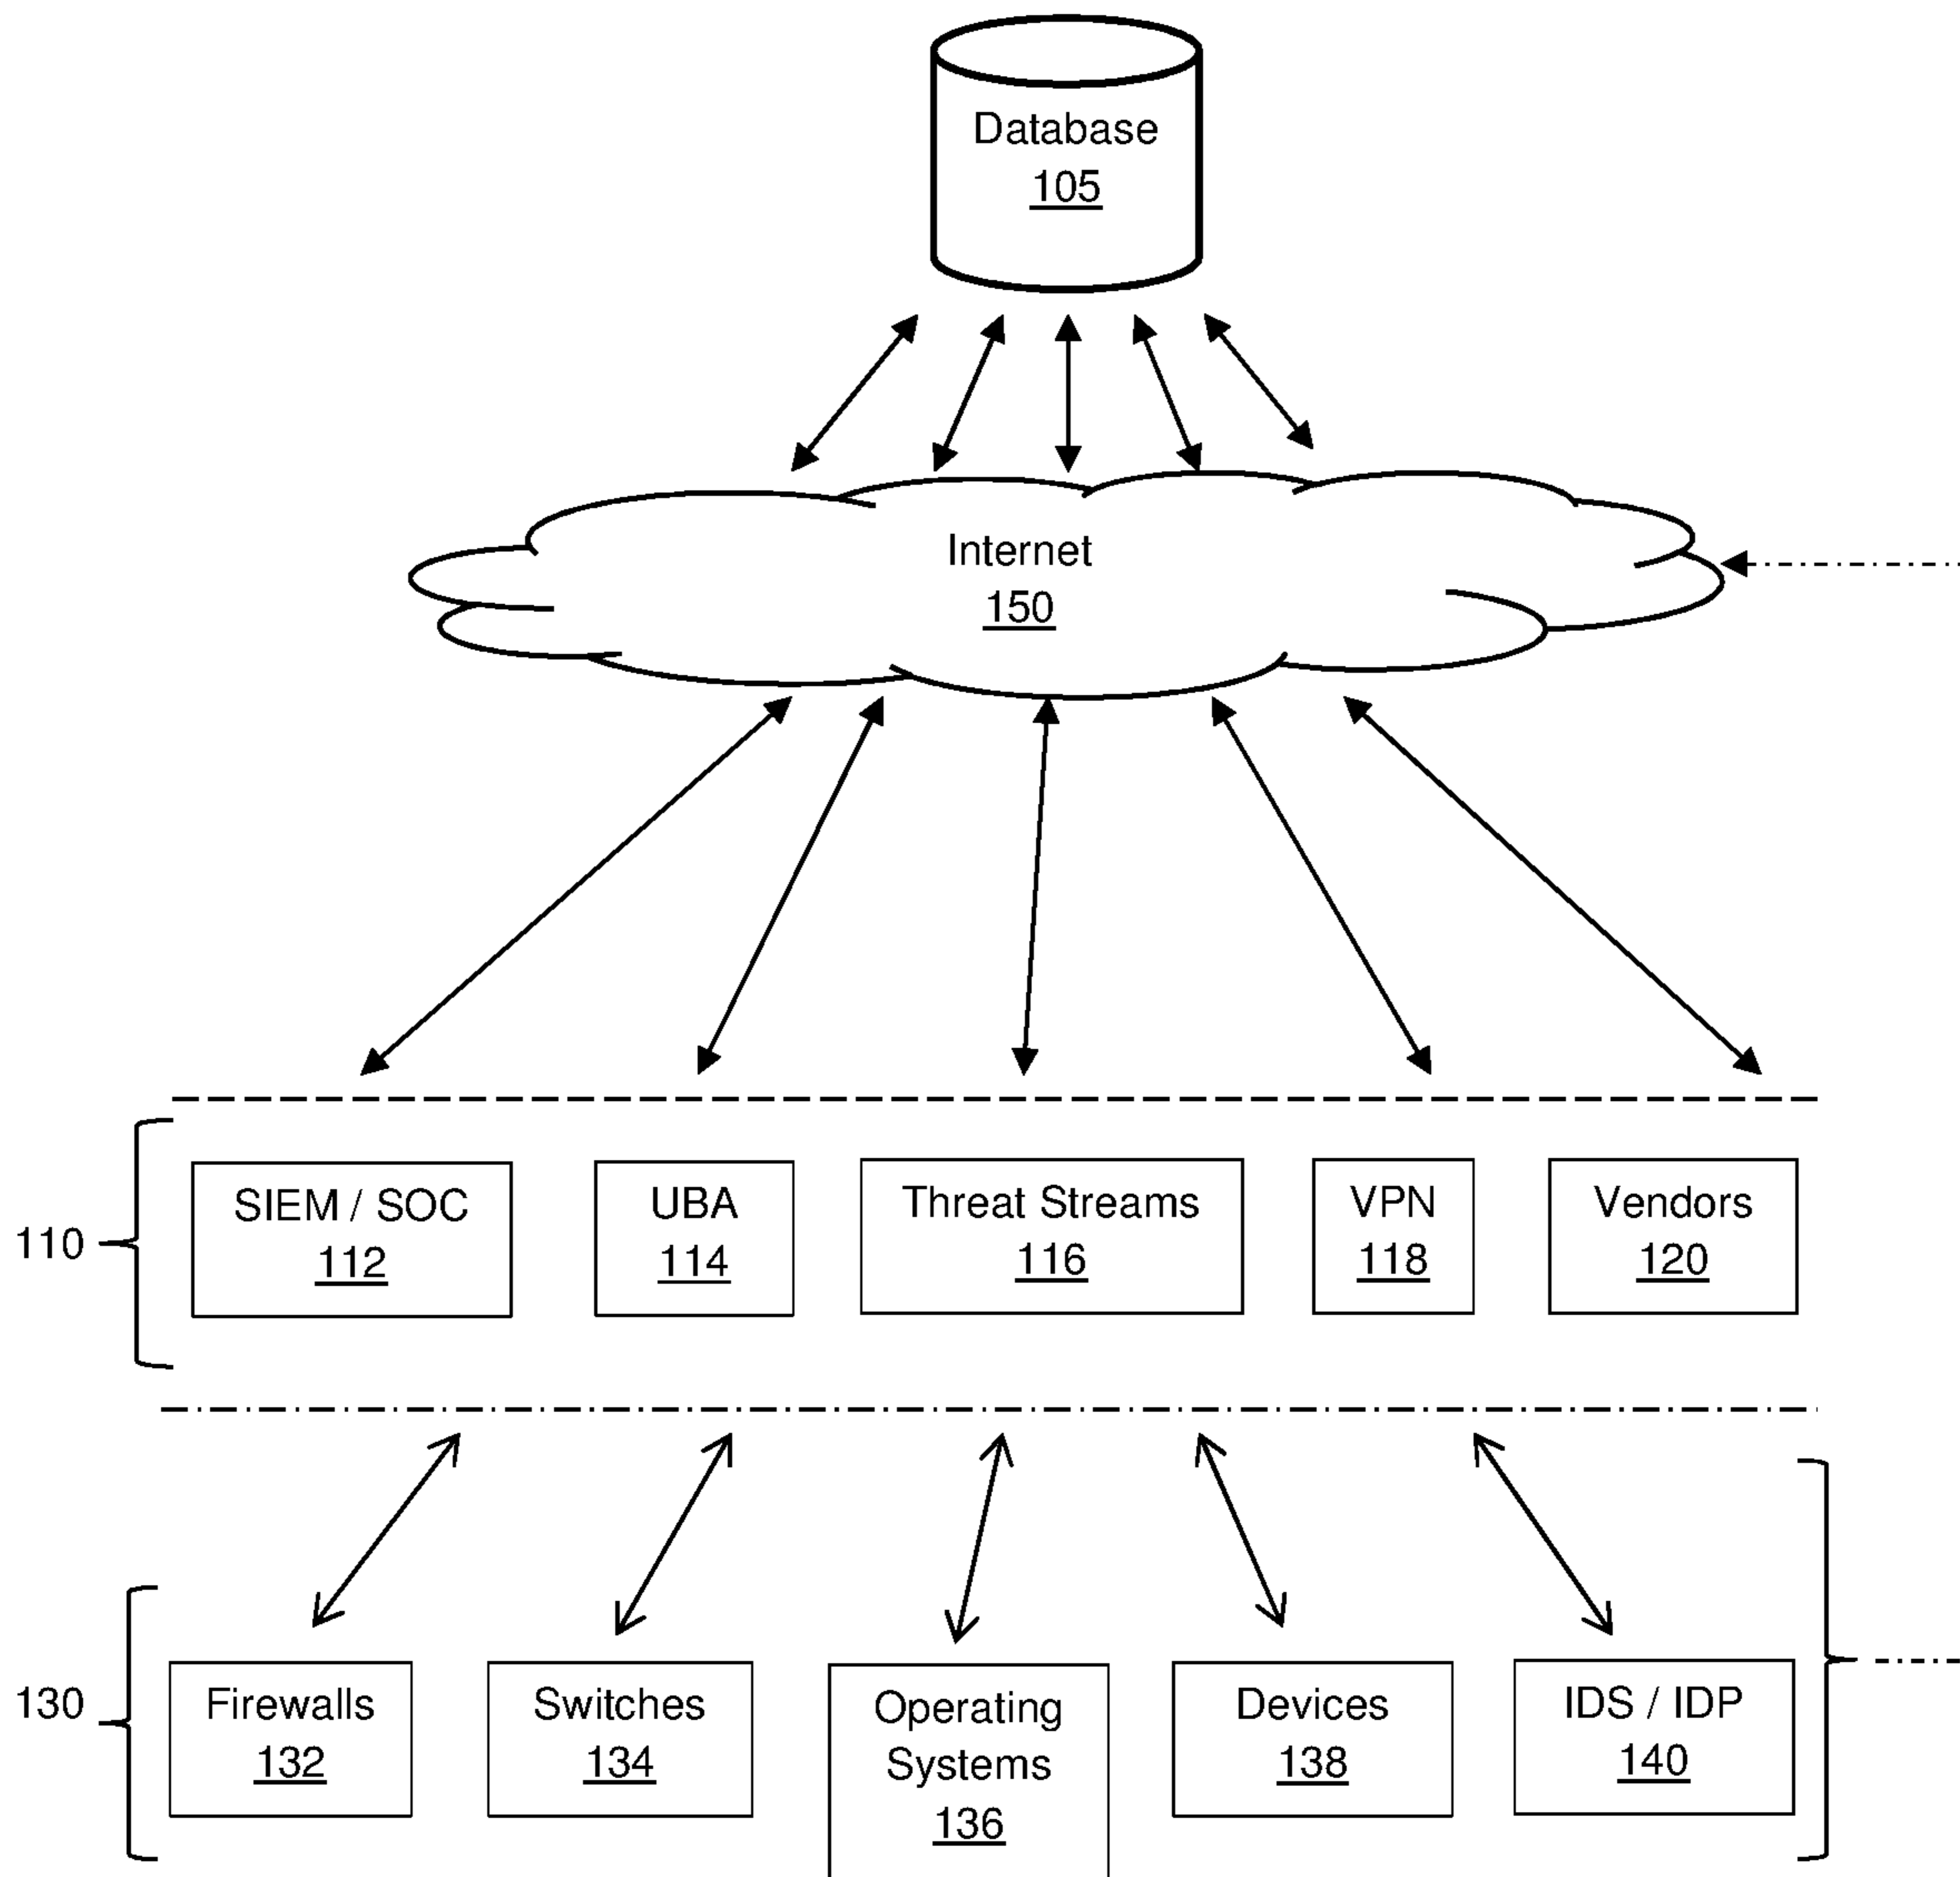 Database
105
Internet
150
110
SIEM / SOC
112
UBA
114
Threat Streams
116
VPN
118
Vendors
120
130
Firewalls
132
Switches
134
Operating
Systems
136
Devices
138
IDS / IDP
140